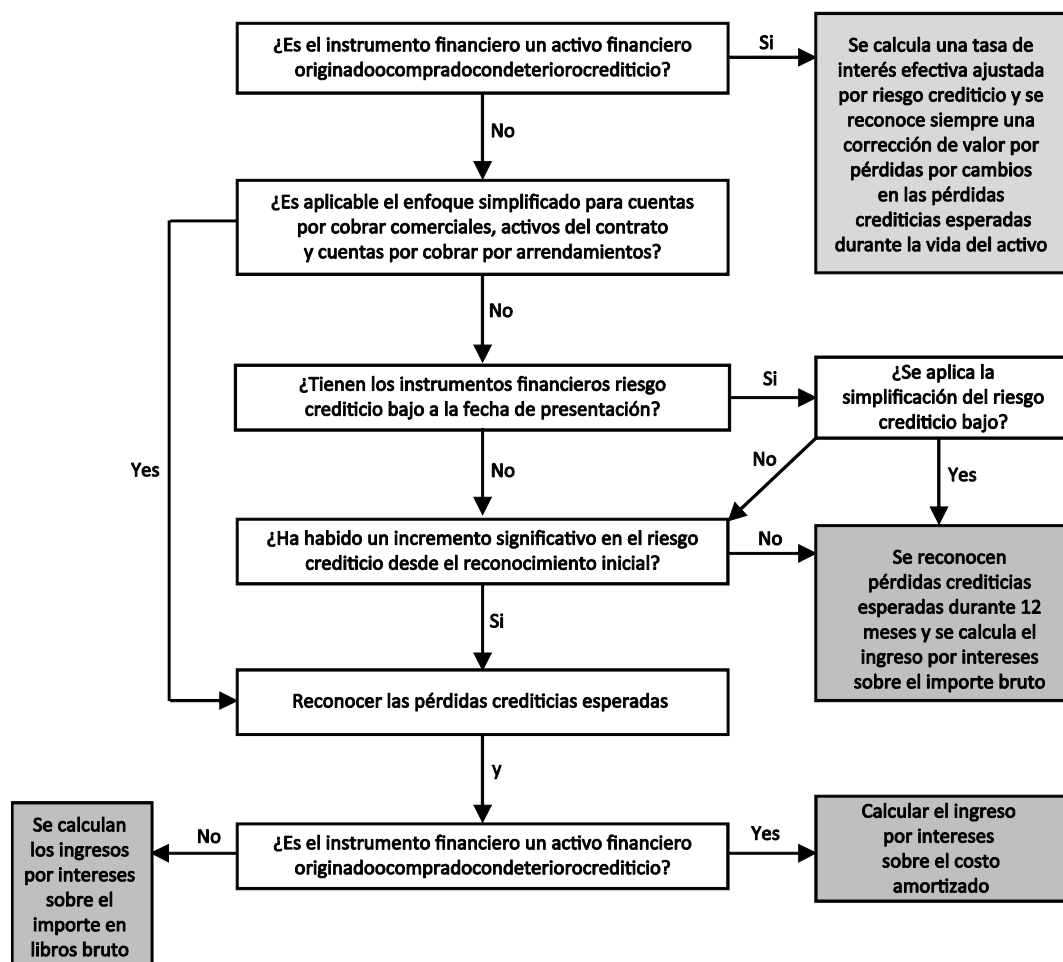 ¿Es el instrumento financiero un activo financiero
originadoocompradocondeteriorocrediticio?
Si
Se calcula una tasa de
interés efectiva ajustada
por riesgo crediticio y se
reconoce siempre una
corrección de valor por
pérdidas por cambios
en las pérdidas
crediticias esperadas
durante la vida del activo
No
¿Es aplicable el enfoque simplificado para cuentas
por cobrar comerciales, activos del contrato
y cuentas por cobrar por arrendamientos?
No
¿Tienen los instrumentos financieros riesgo
crediticio bajo a la fecha de presentación?
Si
¿Se aplica la
simplificación del riesgo
crediticio bajo?
Yes
No
No
Yes
¿Ha habido un incremento significativo en el riesgo
crediticio desde el reconocimiento inicial?
No
Se reconocen
pérdidas crediticias
esperadas durante 12
meses y se calcula el
ingreso por intereses
sobre el importe bruto
Si
Reconocer las pérdidas crediticias esperadas
y
Se calculan
los ingresos
por intereses
sobre el
importe en
libros bruto
No
¿Es el instrumento financiero un activo financiero
originadoocompradocondeteriorocrediticio?
Yes
Calcular el ingreso
por intereses
sobre el costo
amortizado